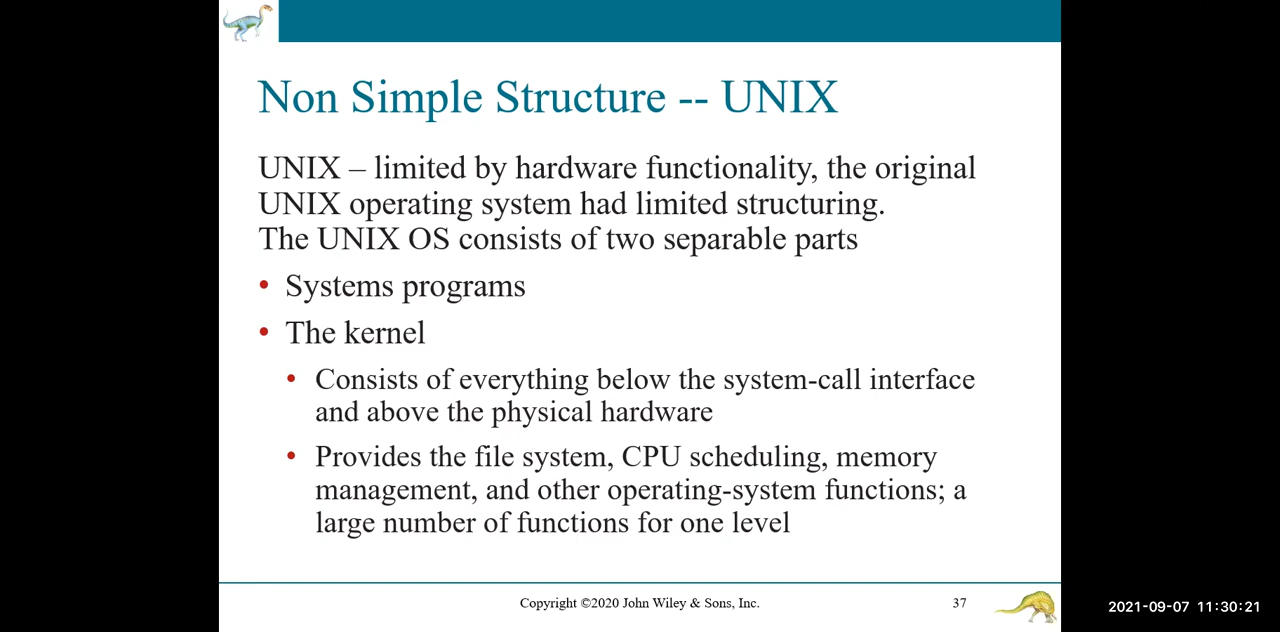 Non Simple Structure -- UNIX
UNIX – limited by hardware functionality, the original
UNIX operating system had limited structuring.
The UNIX OS consists of two separable parts
• Systems programs
• The kernel
• Consists of everything below the system-call interface
and above the physical hardware
• Provides the file system, CPU scheduling, memory
management, and other operating-system functions; a
large number of functions for one level
Copyright ©2020 John Wiley & Sons, Inc.
37
2021-09-07 11:30:21